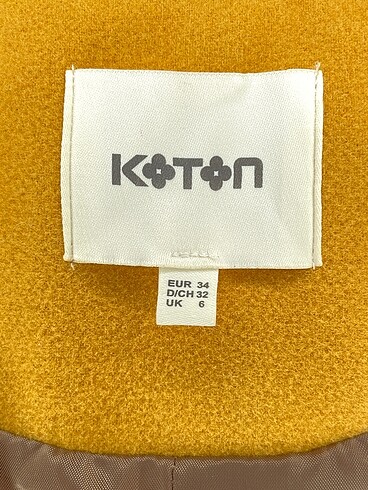 KOTON
EUR 34
D/CH 32
UK 6